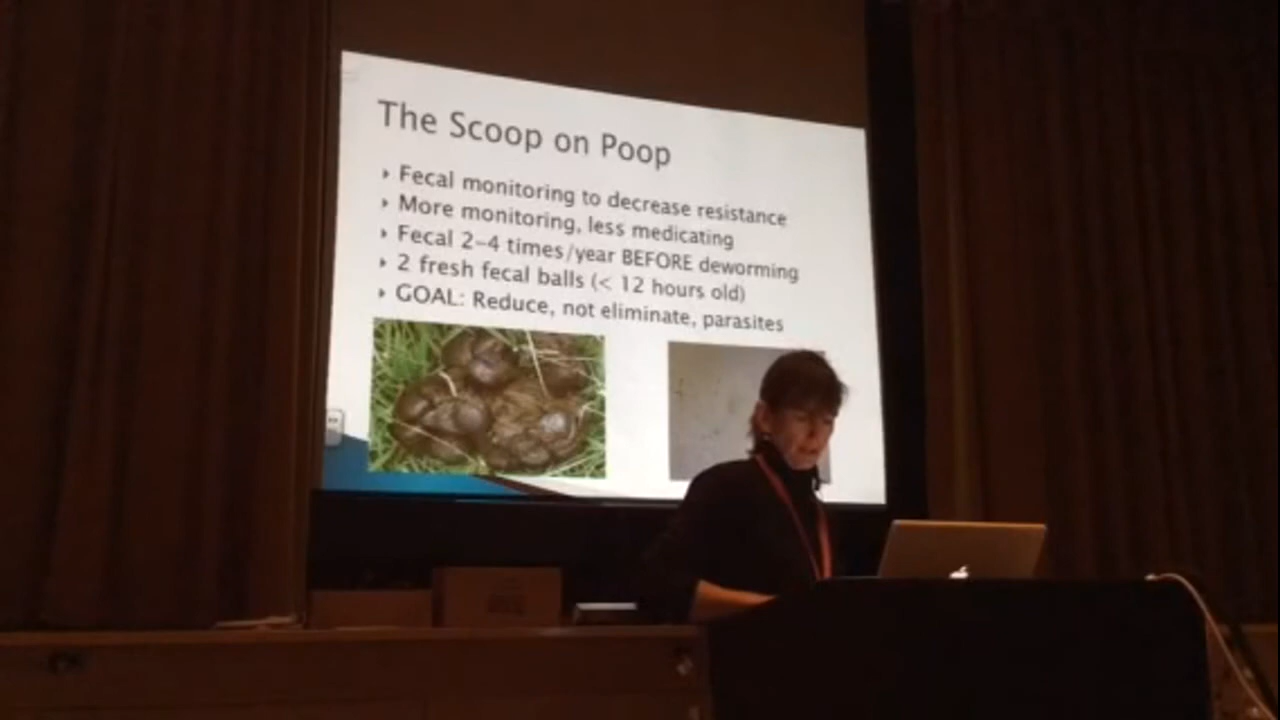 The Scoop on Poop
Fecal monitoring to decrease resistance
More monitoring, less medicating
Fecal 2-4 times/year BEFORE deworming
2 fresh fecal balls (< 12 hours old)
GOAL: Reduce, not eliminate, parasites